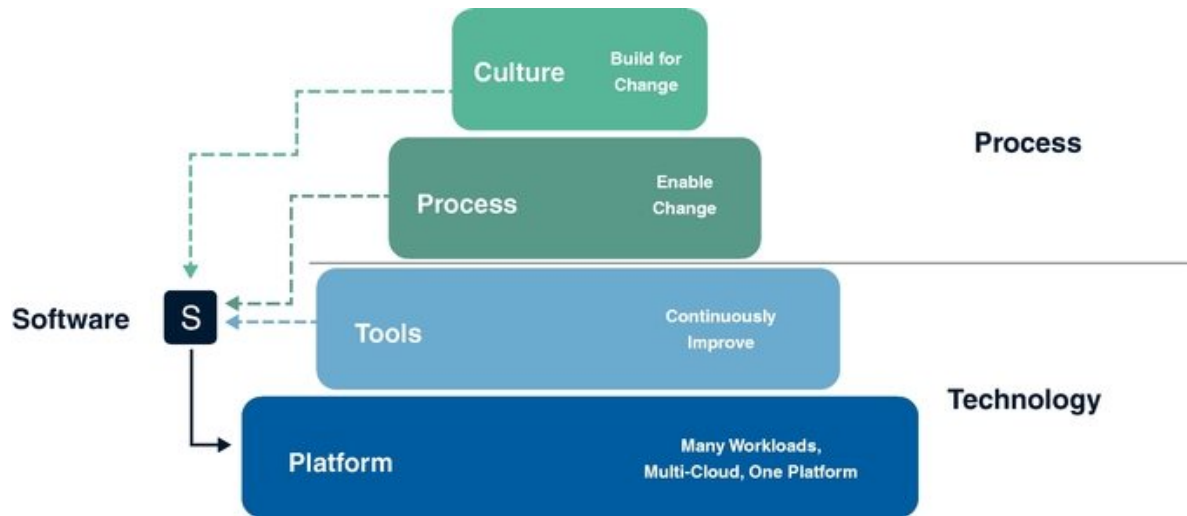 Culture
Build for
Change
Process
Process
Enable
Change
Software
S
Tools
Continuously
Improve
Technology
Platform
Many Workloads,
Multi-Cloud, One Platform